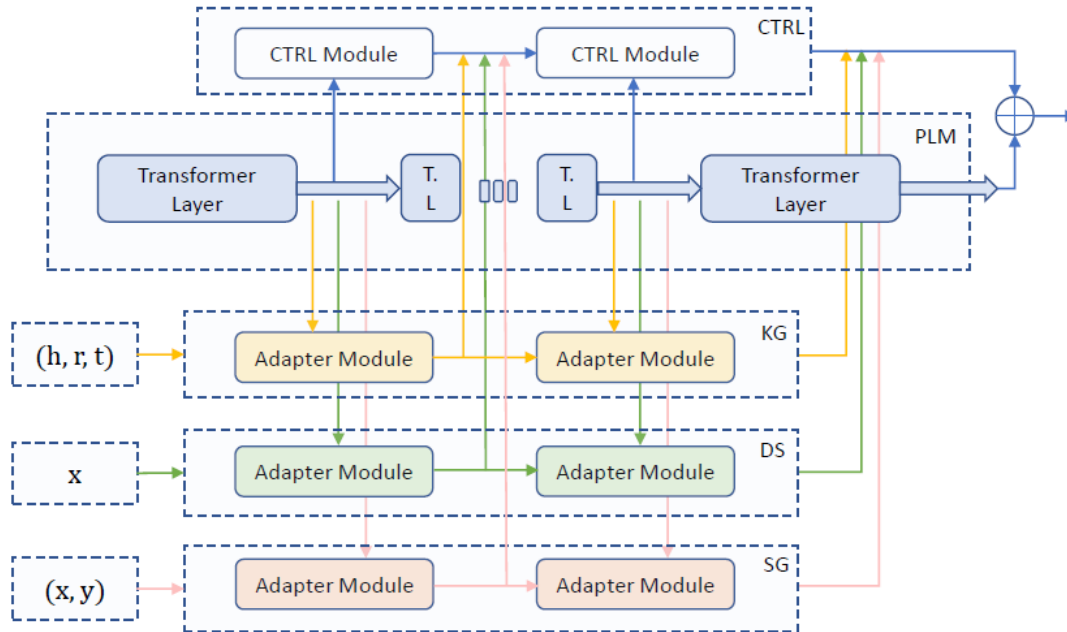 CTRL
CTRL Module
CTRL Module
PLM
Transformer
Layer
T.
L
T.
L
Transformer
Layer
(h, r, t)
KG
Adapter Module
Adapter Module
x
DS
Adapter Module
Adapter Module
(x, y)
SG
Adapter Module
Adapter Module